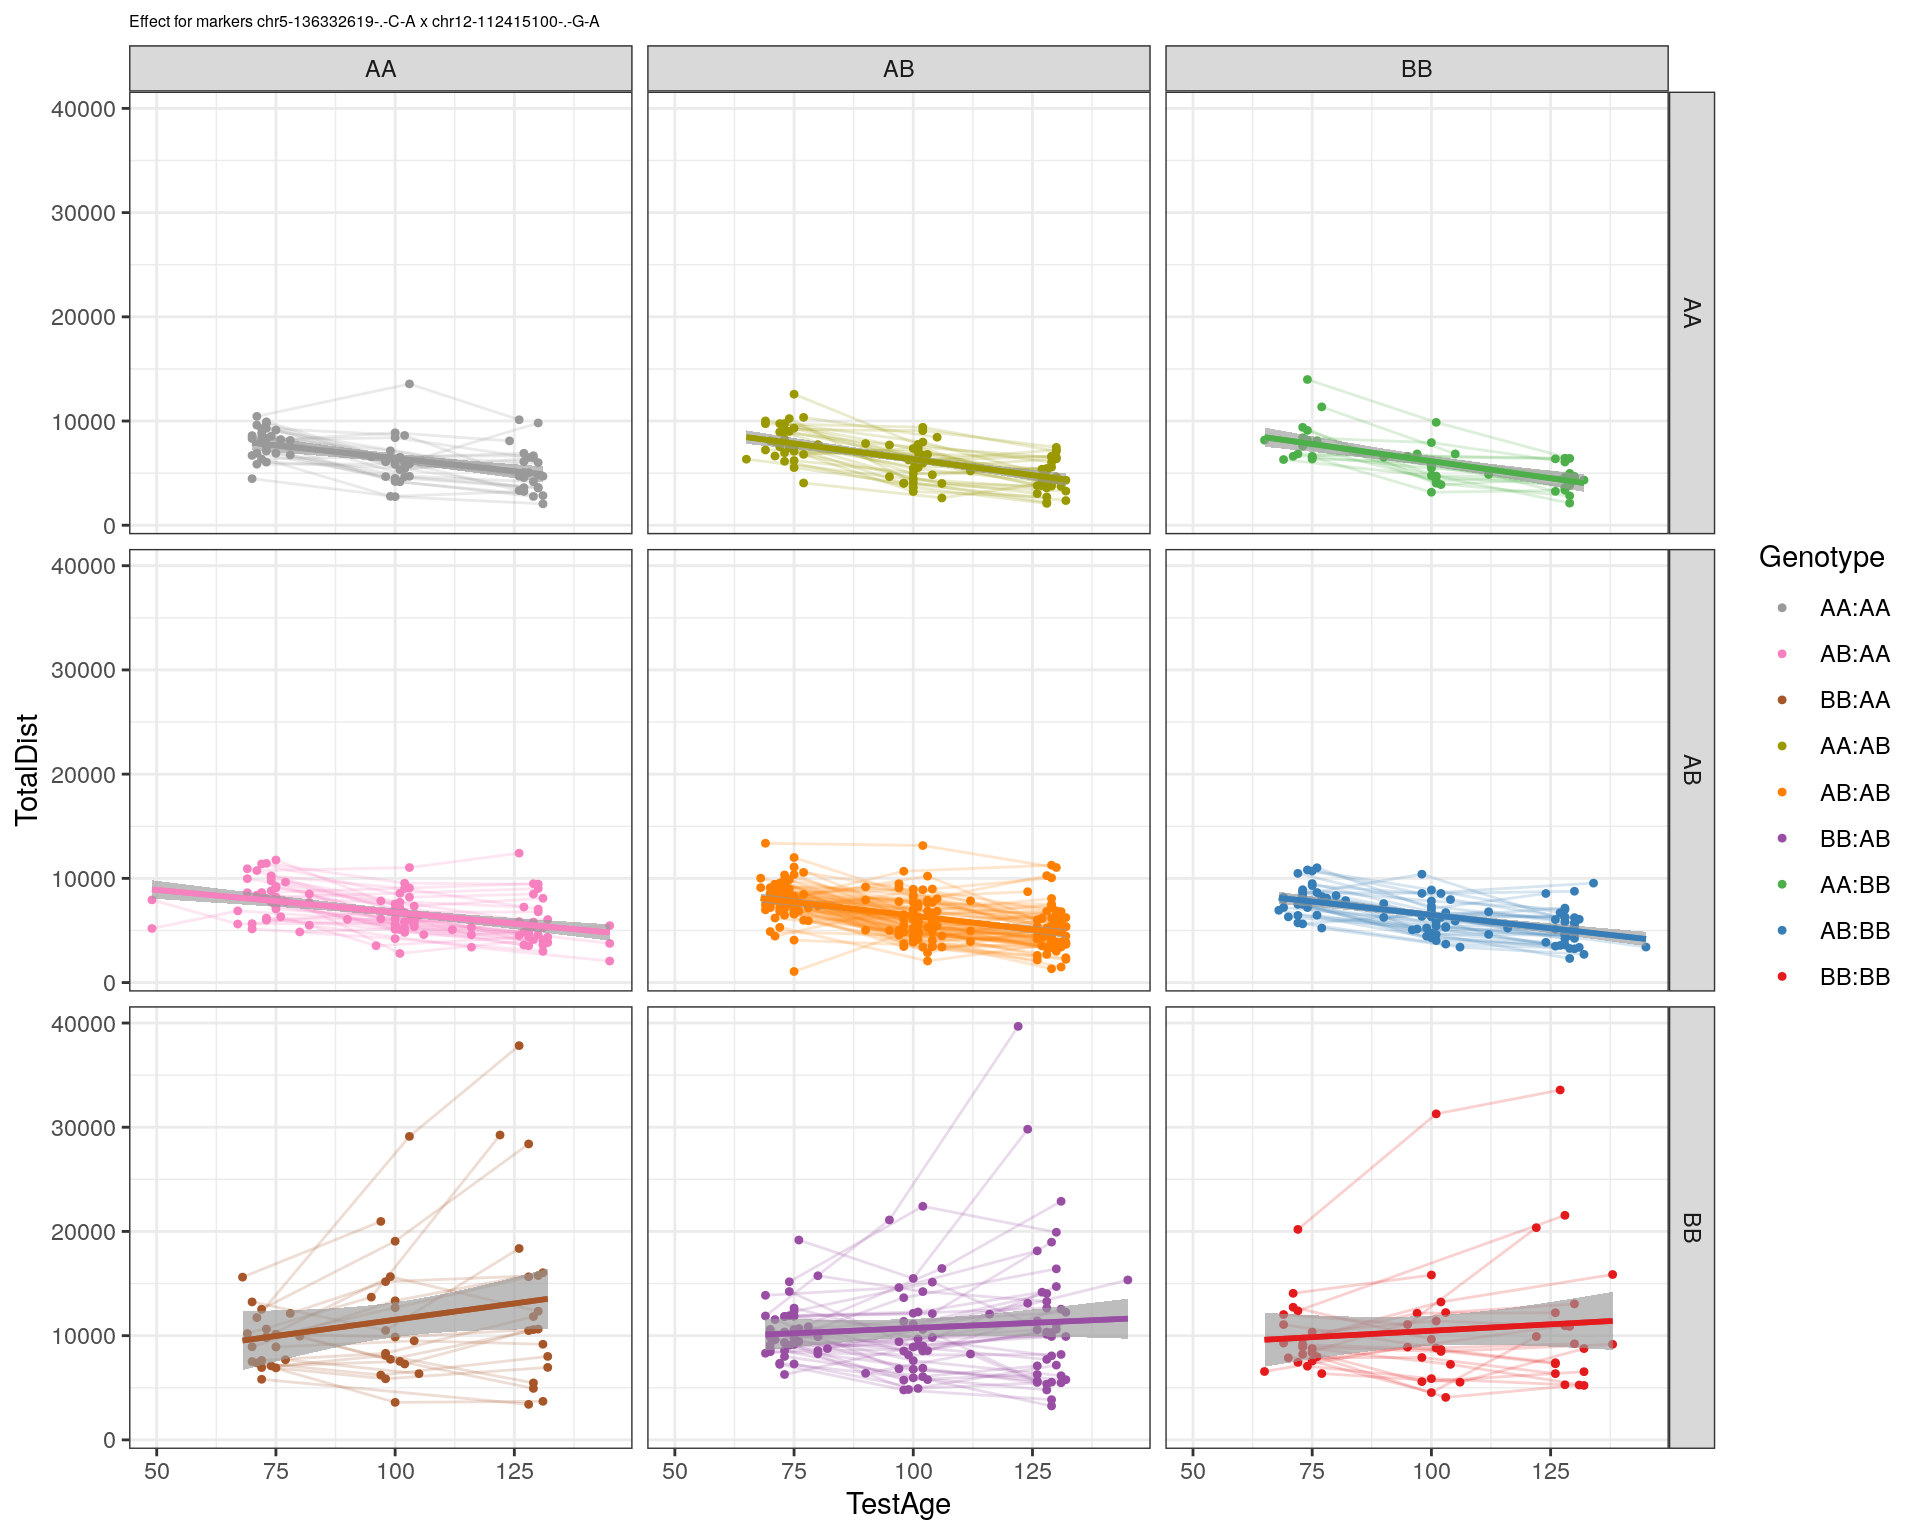 Effect for markers chr5-136332619-.-C-A x chr12-112415100-.-G-A
AA
AB
BB
40000
30000
20000
10000
0
AA
40000
30000
20000
10000
0
AB
40000
30000
20000
10000
0
BB
50
75
100
125
50
75
100
125
50
75
100
125
TestAge
TotalDist
Genotype
AA:AA
AB:AA
BB:AA
AA:AB
AB:AB
BB:AB
AA:BB
AB:BB
BB:BB